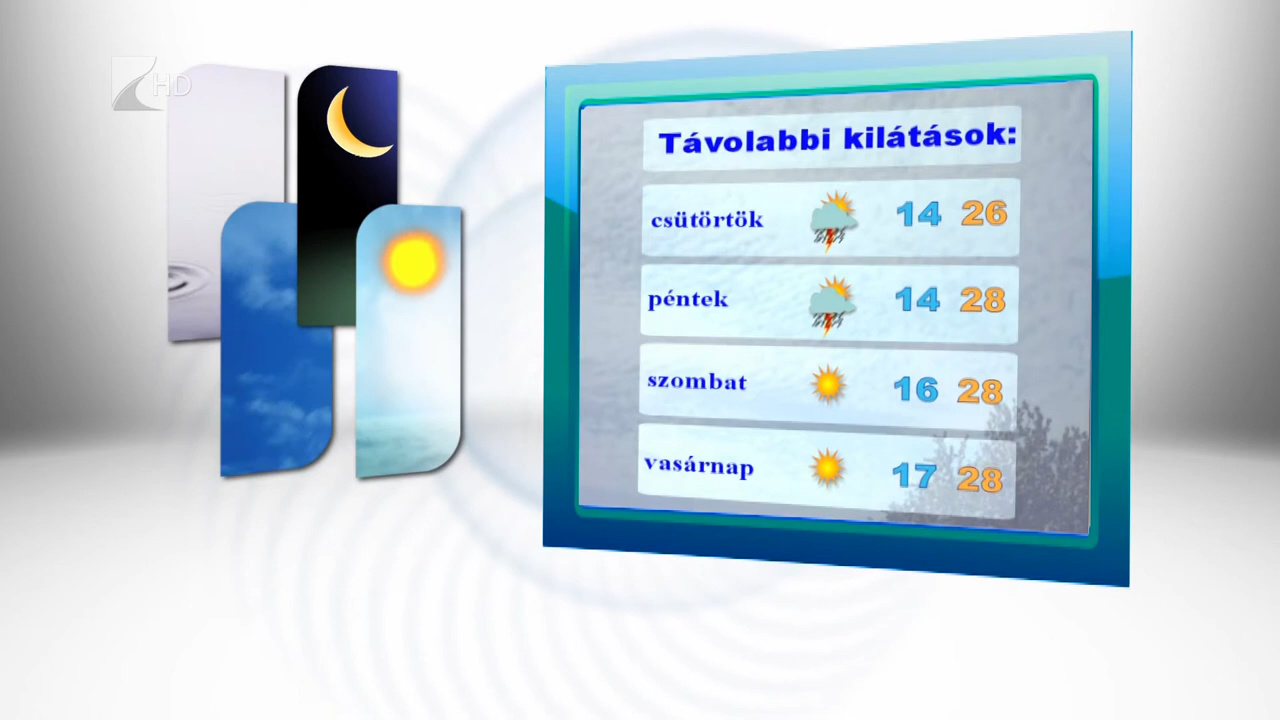 HD
Távolabbi kilátások:
csütörtök 14 26
péntek 14 28
szombat 16 28
vasárnap 17 28